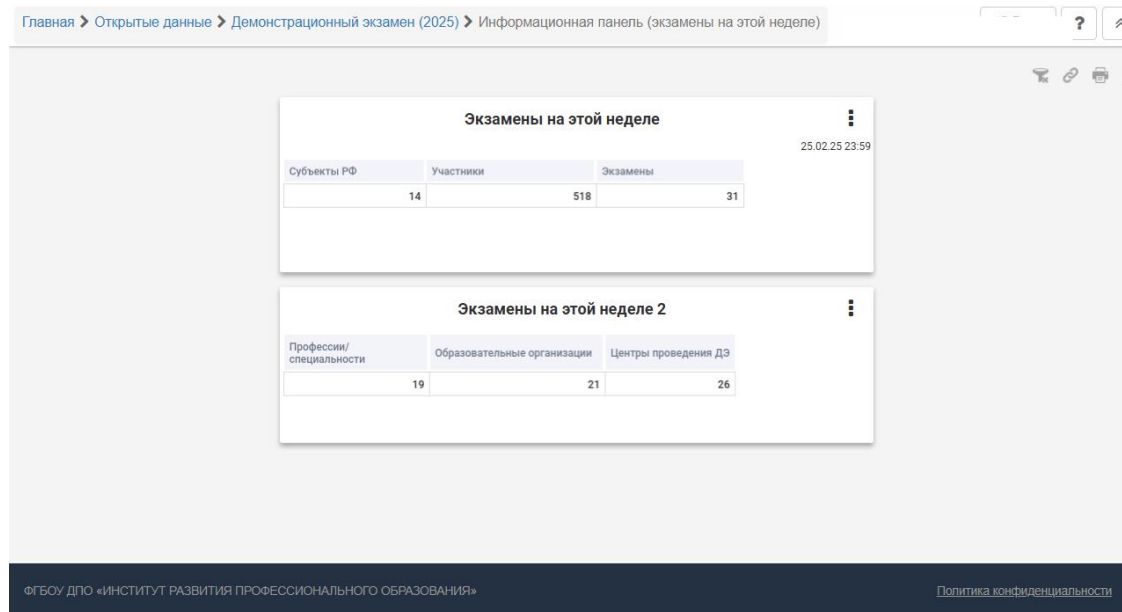 Главная > Открытые данные > Демонстрационный экзамен (2025) > Информационная панель (экзамены на этой неделе)
?
Экзамены на этой неделе
25.02.25 23:59
Субъекты РФ Участники Экзамены
14 518 31
Экзамены на этой неделе 2
Профессии/
специальности Образовательные организации Центры проведения ДЭ
19 21 26
ФГБОУ ДПО «ИНСТИТУТ РАЗВИТИЯ ПРОФЕССИОНАЛЬНОГО ОБРАЗОВАНИЯ» Политика конфиденциальности